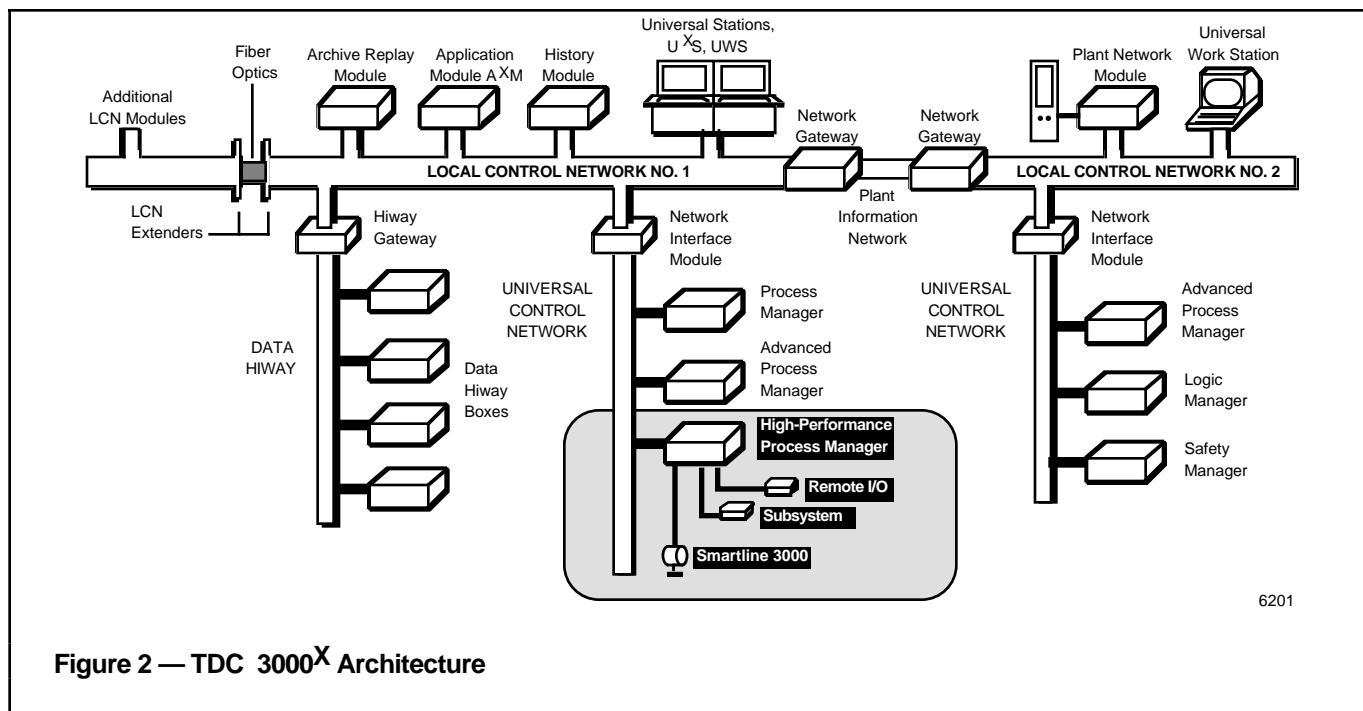 Universal Stations,
U XS, UWS
Universal
Work Station
Fiber
Optics
Archive Replay
Module
Application
Module AXM
History
Module
Plant Network
Module
Additional
LCN Modules
Network
Gateway
Network
Gateway
LOCAL CONTROL NETWORK NO. 1
LOCAL CONTROL NETWORK NO. 2
LCN
Extenders
Hiway
Gateway
Network
Interface
Module
Plant
Information
Network
Network
Interface
Module
DATA
HIWAY
Data
Hiway
Boxes
UNIVERSAL
CONTROL
NETWORK
Process
Manager
Advanced
Process
Manager
High-Performance
Process Manager
Remote I/O
Subsystem
Smartline 3000
UNIVERSAL
CONTROL
NETWORK
Advanced
Process
Manager
Logic
Manager
Safety
Manager
6201
Figure 2 — TDC 3000X Architecture